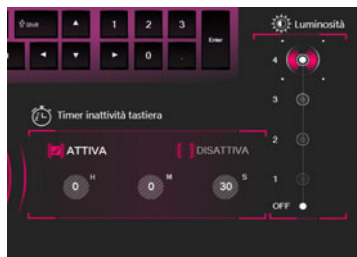 Shift 1 2 3 Enter
0 .
Luminosità
4
3
2
1
OFF
Timer inattività tastiera
ATTIVA DISATTIVA
0 H 0 M 30 S